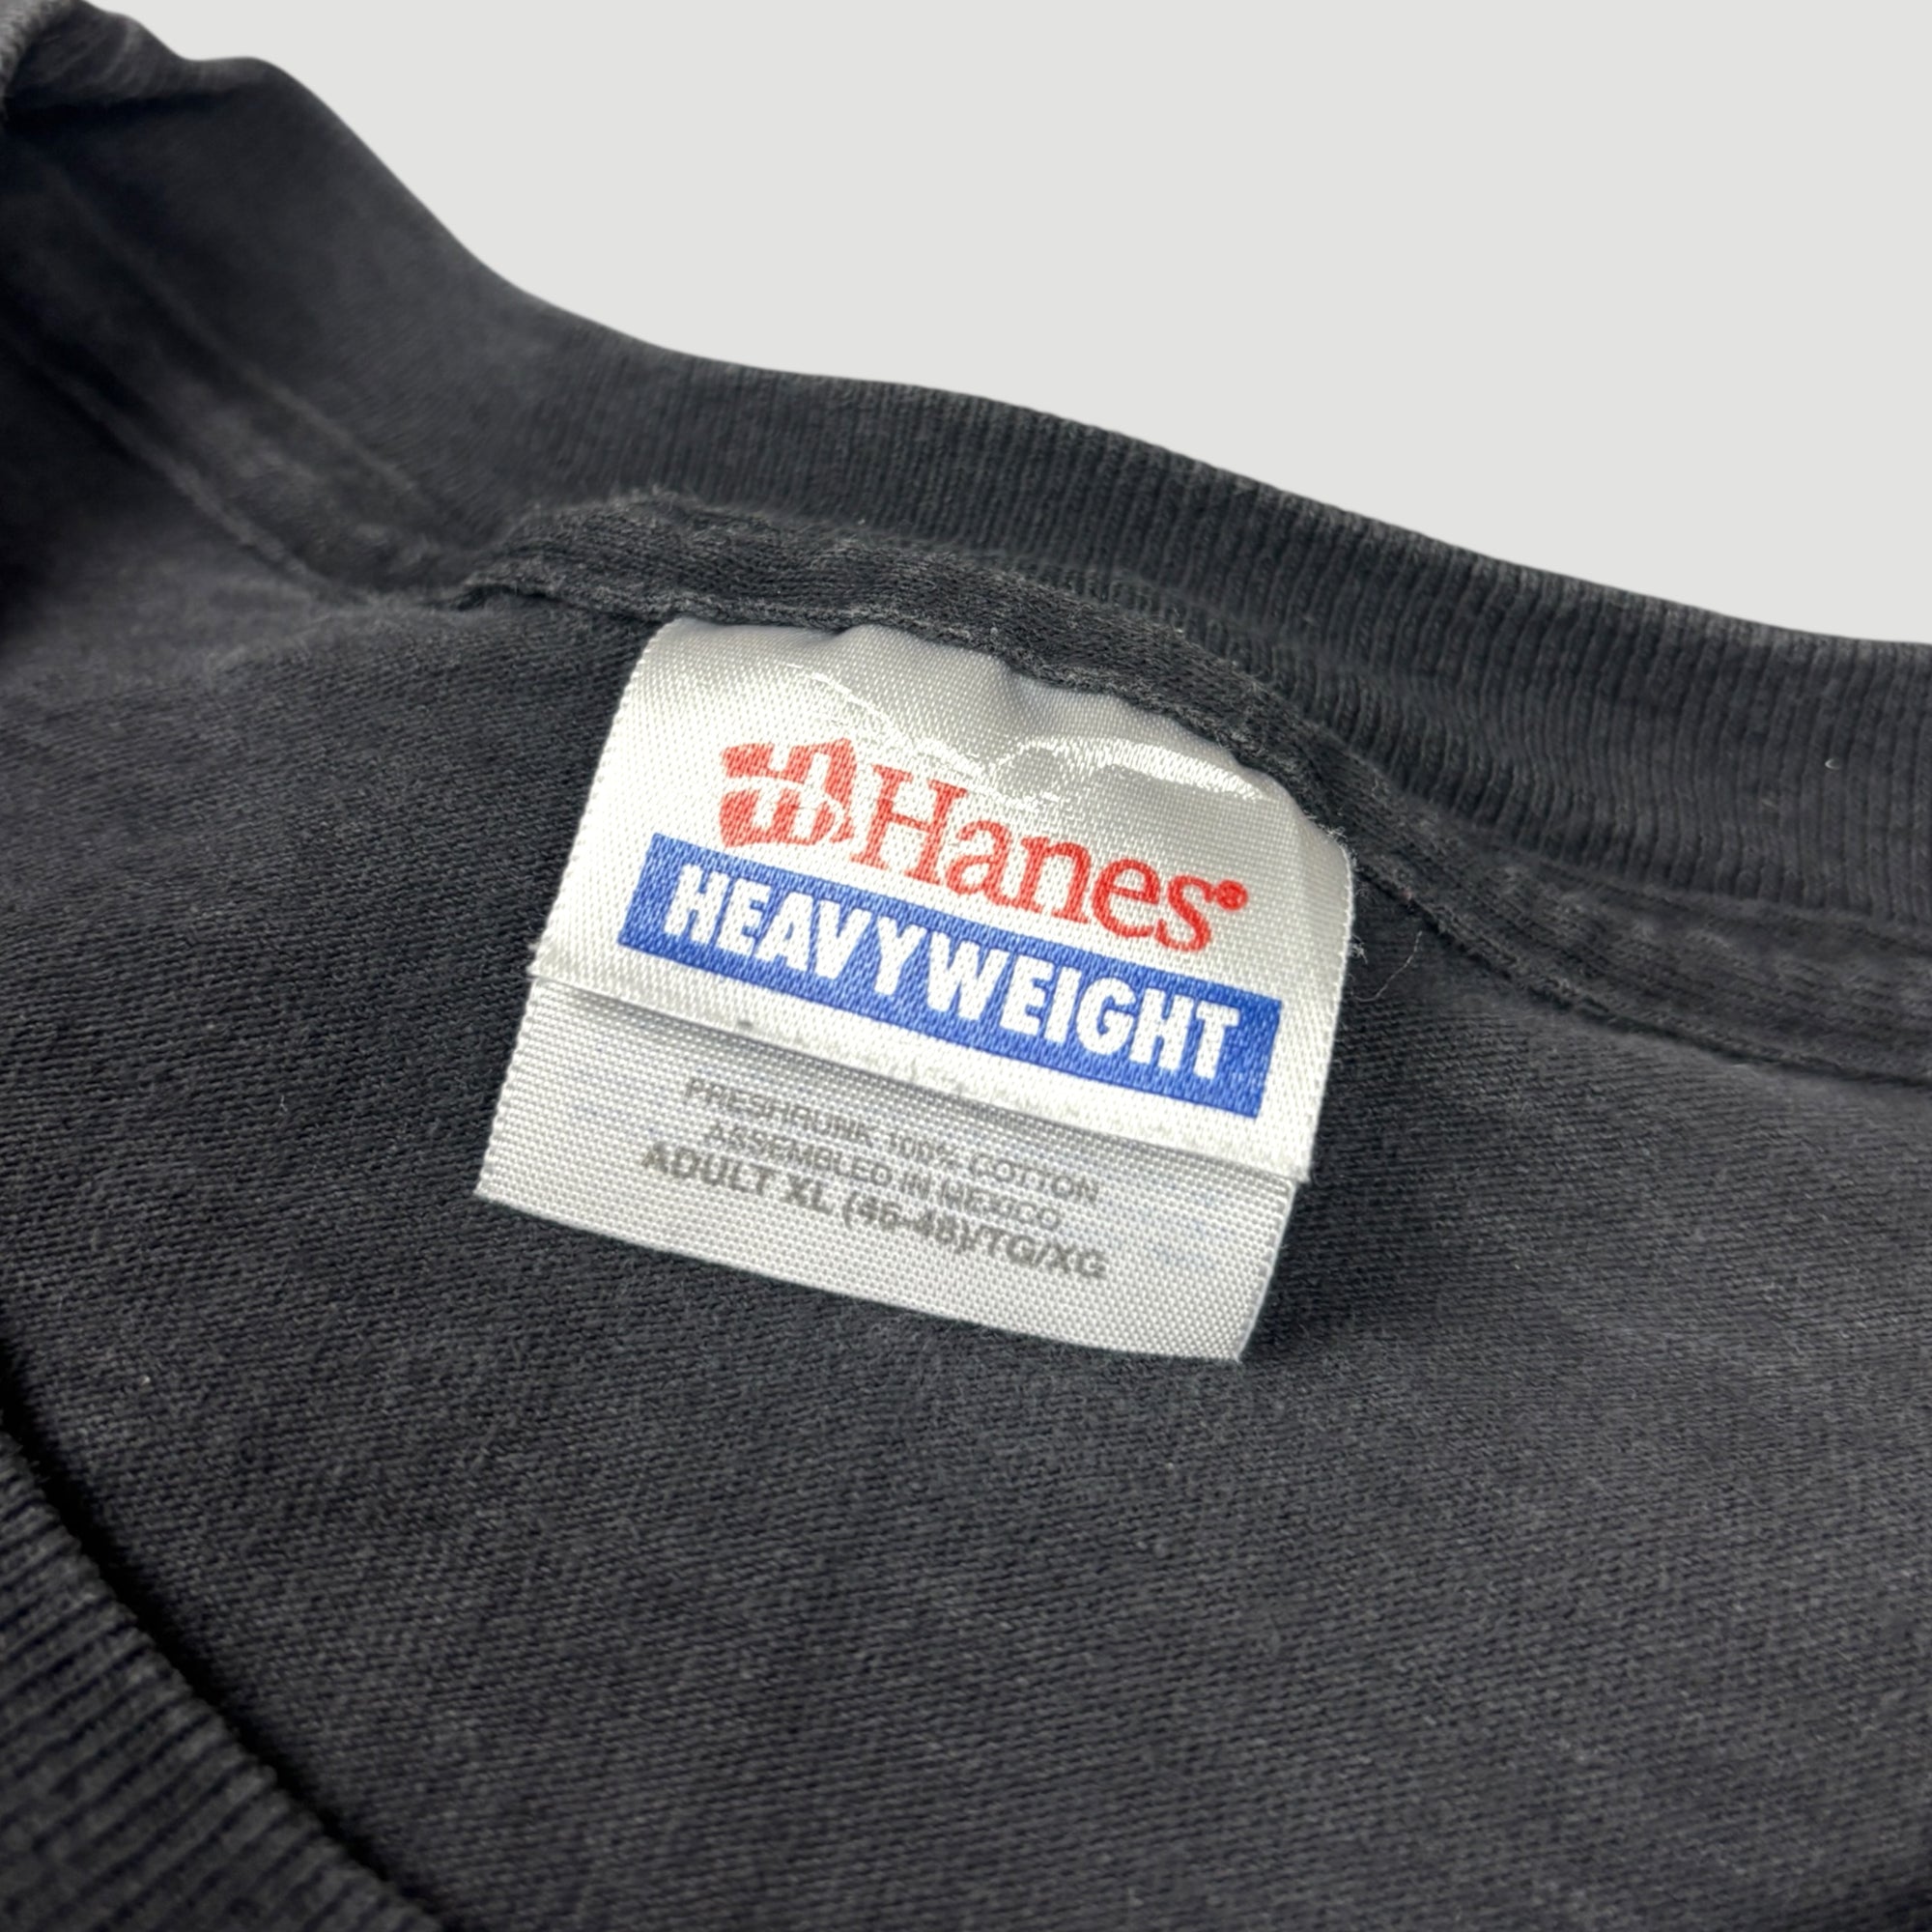 Hanes
HEAVYWEIGHT
PRESHRUNK 100% COTTON
ASSEMBLED IN MEXICO
ADULT XL (46-48)/TG/XG